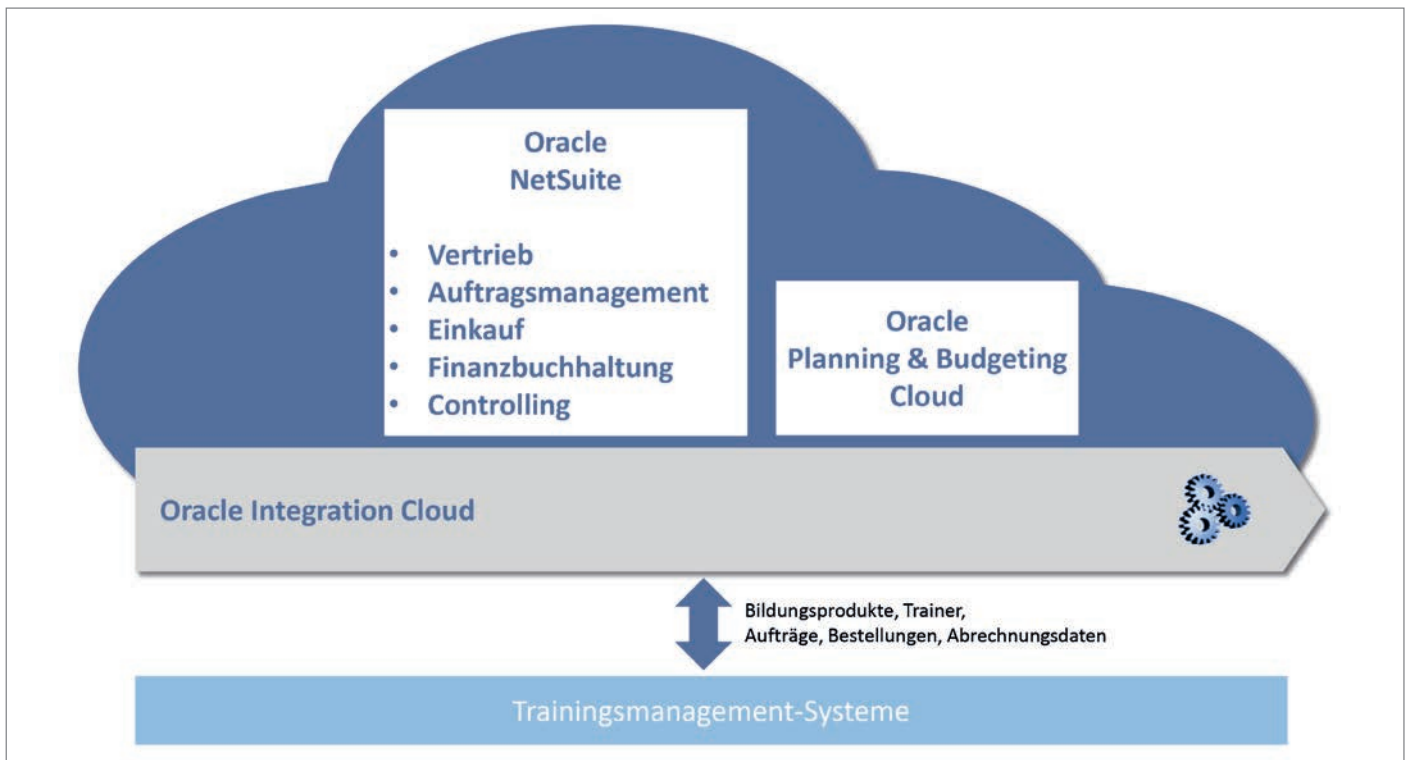 Oracle
NetSuite
• Vertrieb
• Auftragsmanagement
• Einkauf
• Finanzbuchhaltung
• Controlling
Oracle
Planning & Budgeting
Cloud
Oracle Integration Cloud
Bildungsprodukte, Trainer,
Aufträge, Bestellungen, Abrechnungsdaten
Trainingsmanagement-Systeme